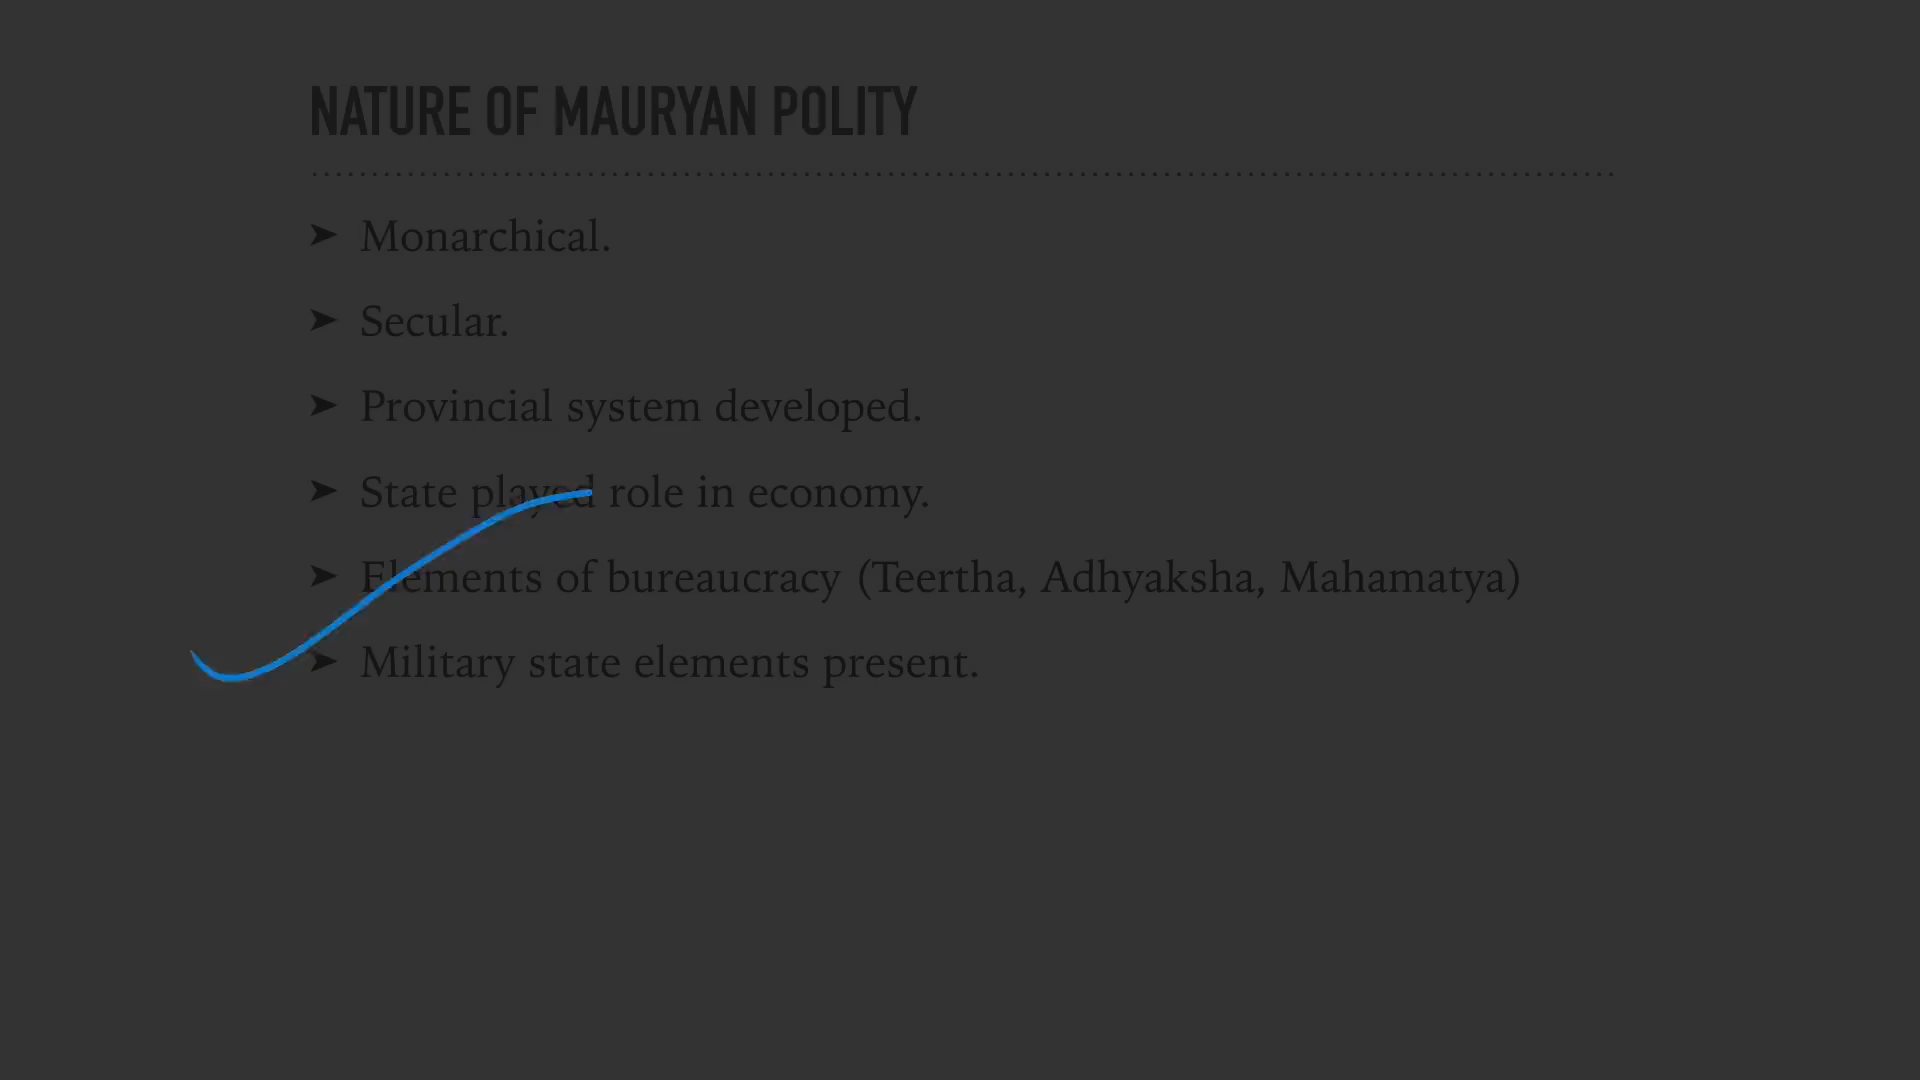 NATURE OF MAURYAN POLITY
➤ Monarchical.
➤ Secular.
➤ Provincial system developed.
➤ State played role in economy.
➤ Elements of bureaucracy (Teertha, Adhyaksha, Mahamatya)
➤ Military state elements present.